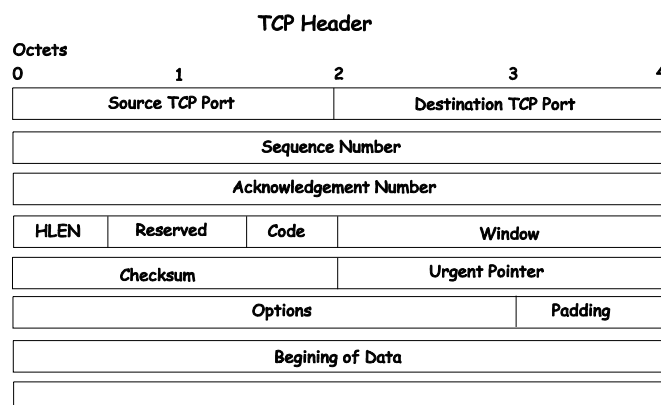 TCP Header
Octets
0 1 2 3 4
Source TCP Port Destination TCP Port
Sequence Number
Acknowledgement Number
HLEN Reserved Code Window
Checksum Urgent Pointer
Options Padding
Begining of Data